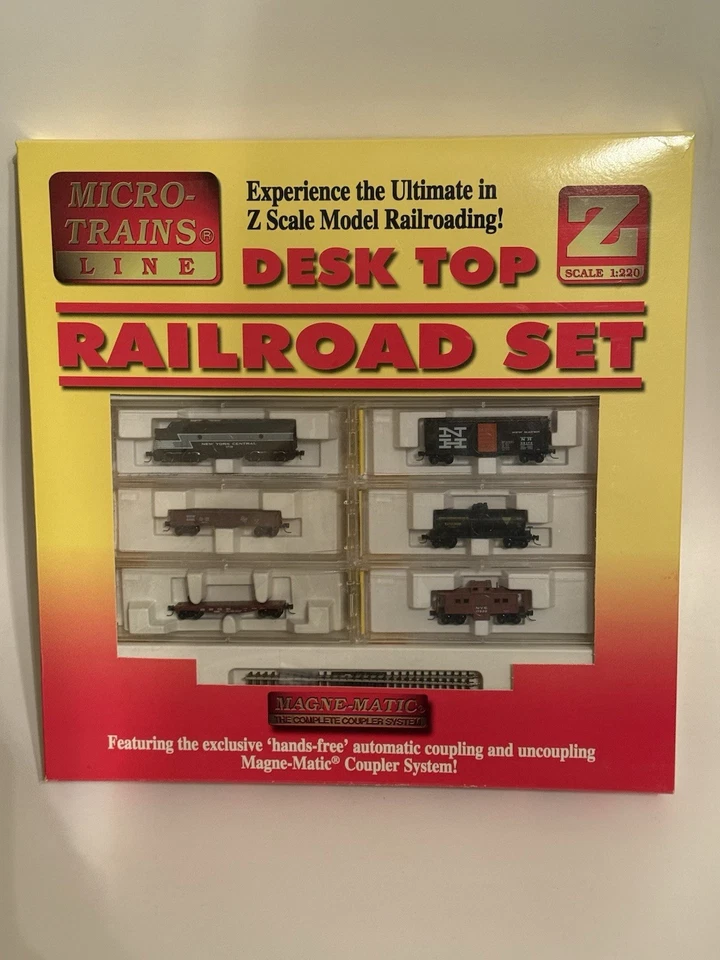 MICRO-
TRAINS®
LINE
Experience the Ultimate in
Z Scale Model Railroading!
Z
SCALE 1:220
DESK TOP
RAILROAD SET
NEW YORK CENTRAL
N
H
NEW HAVEN
MAGNE-MATIC®
THE COMPLETE COUPLER SYSTEM
Featuring the exclusive ‘hands-free’ automatic coupling and uncoupling
Magne-Matic® Coupler System!